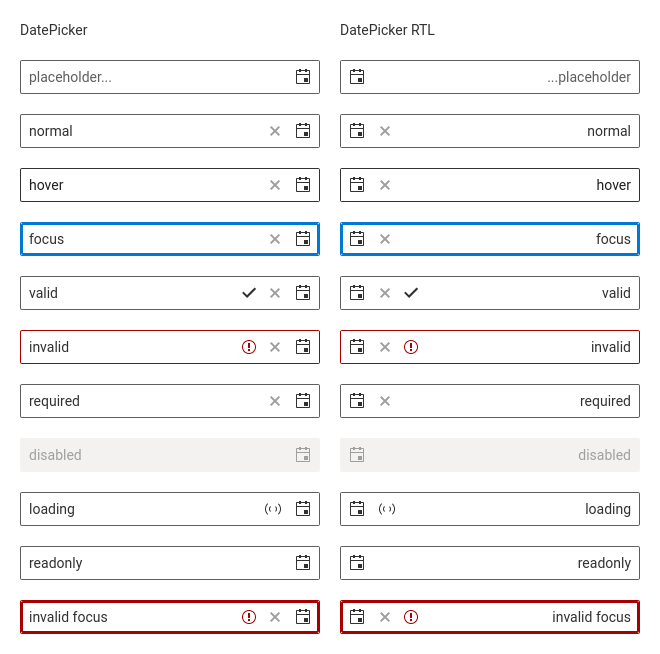 DatePicker DatePicker RTL
placeholder... ...placeholder
normal normal
hover hover
focus focus
valid valid
invalid invalid
required required
disabled disabled
loading loading
readonly readonly
invalid focus invalid focus